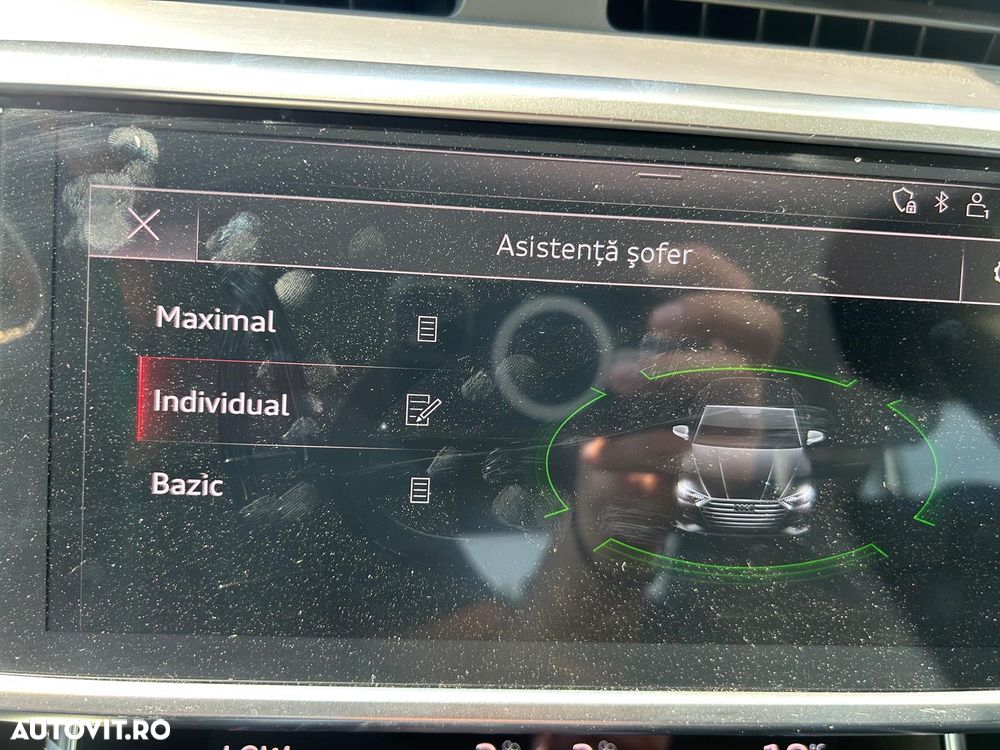 Asistență șofer
Maximal
Individual
Bazic
AUTOVIT.RO